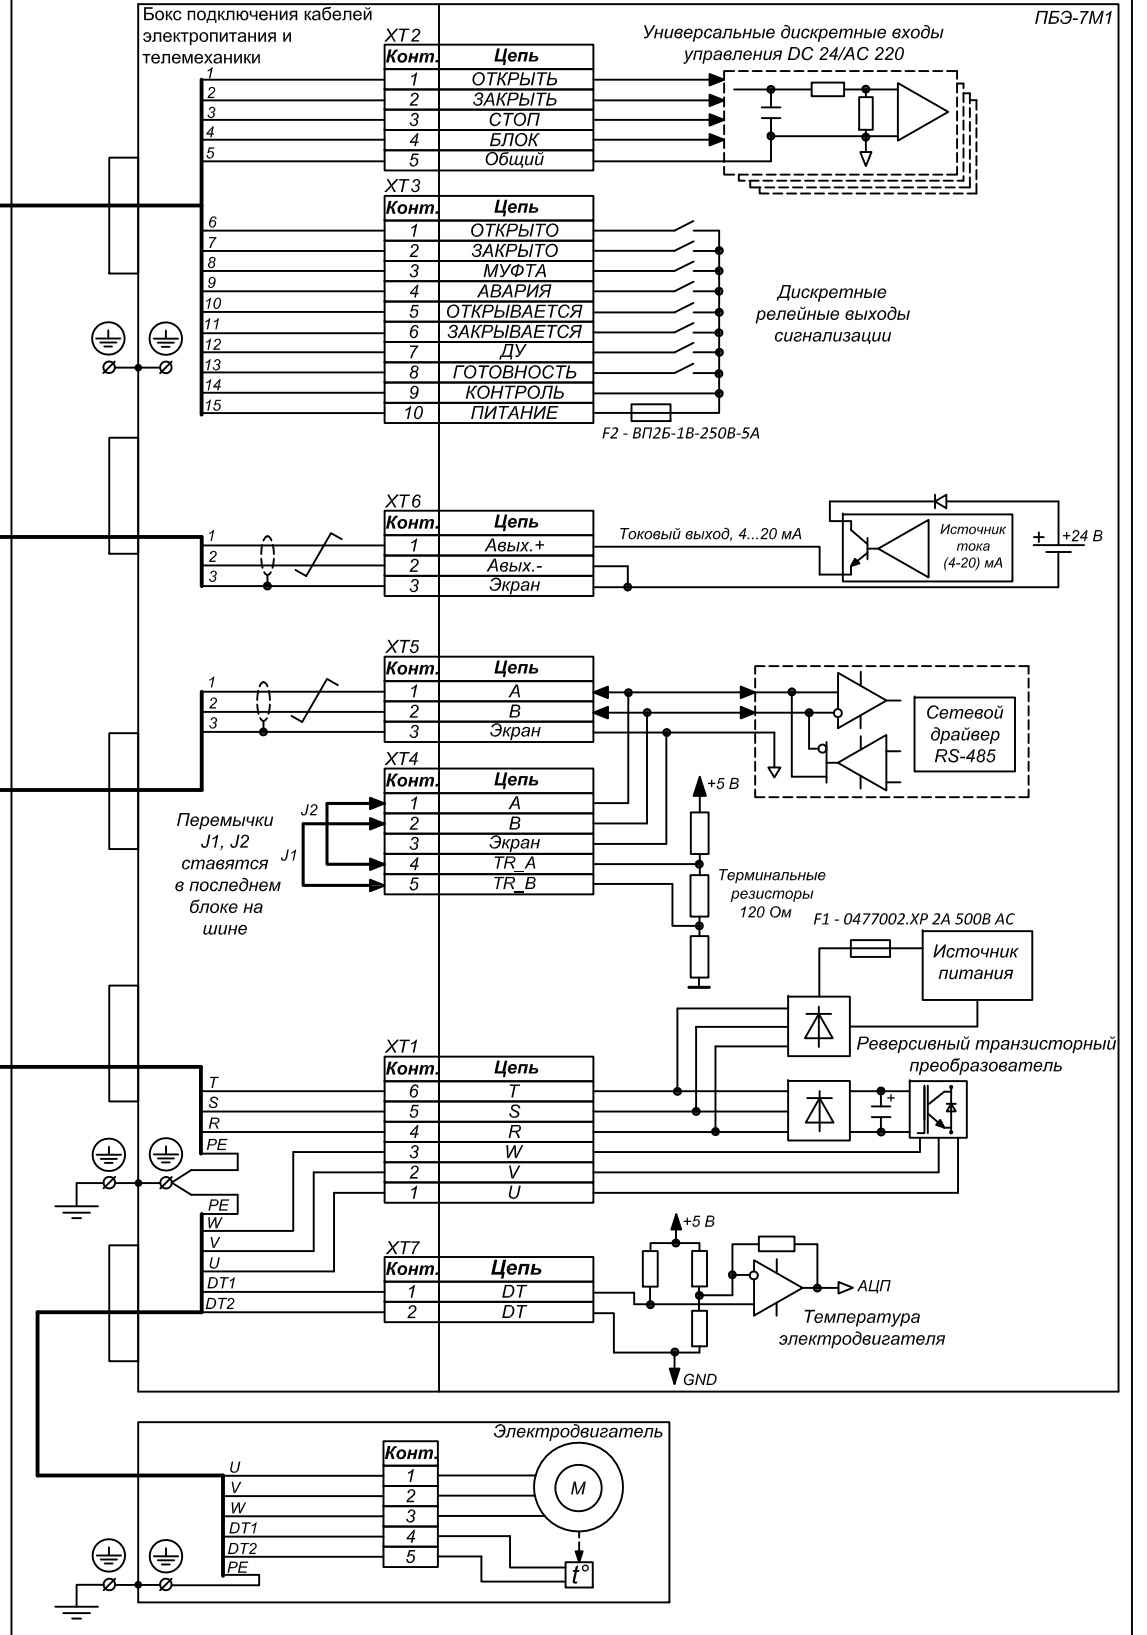 Бокс подключения кабелей
электропитания и
телемеханики
ПБЭ-7М1
XT2
Конт. Цепь
1 ОТКРЫТЬ
2 ЗАКРЫТЬ
3 СТОП
4 БЛОК
5 Общий
1
2
3
4
5
Универсальные дискретные входы
управления DC 24/AC 220
XT3
Конт. Цепь
1 ОТКРЫТО
2 ЗАКРЫТО
3 МУФТА
4 АВАРИЯ
5 ОТКРЫВАЕТСЯ
6 ЗАКРЫВАЕТСЯ
7 ДУ
8 ГОТОВНОСТЬ
9 КОНТРОЛЬ
10 ПИТАНИЕ
6
7
8
9
10
11
12
13
14
15
Дискретные
релейные выходы
сигнализации
F2 - ВП2Б-1В-250В-5А
XT6
Конт. Цепь
1 Авых.+
2 Авых.-
3 Экран
1
2
3
Токовый выход, 4...20 мА
Источник
тока
(4-20) мА
+
+24 В
XT5
Конт. Цепь
1 A
2 B
3 Экран
1
2
3
Сетевой
драйвер
RS-485
XT4
Конт. Цепь
1 A
2 B
3 Экран
4 TR_A
5 TR_B
J2
J1
Перемычки
J1, J2
ставятся
в последнем
блоке на
шине
+5 В
Терминальные
резисторы
120 Ом
F1 - 0477002.XP 2A 500В AC
Источник
питания
Реверсивный транзисторный
преобразователь
+
XT1
Конт. Цепь
6 T
5 S
4 R
3 W
2 V
1 U
T
S
R
PE
PE
W
V
U
DT1
DT2
XT7
Конт. Цепь
1 DT
2 DT
+5 В
АЦП
Температура
электродвигателя
GND
Электродвигатель
Конт.
1
2
3
4
5
U
V
W
DT1
DT2
PE
M
t°